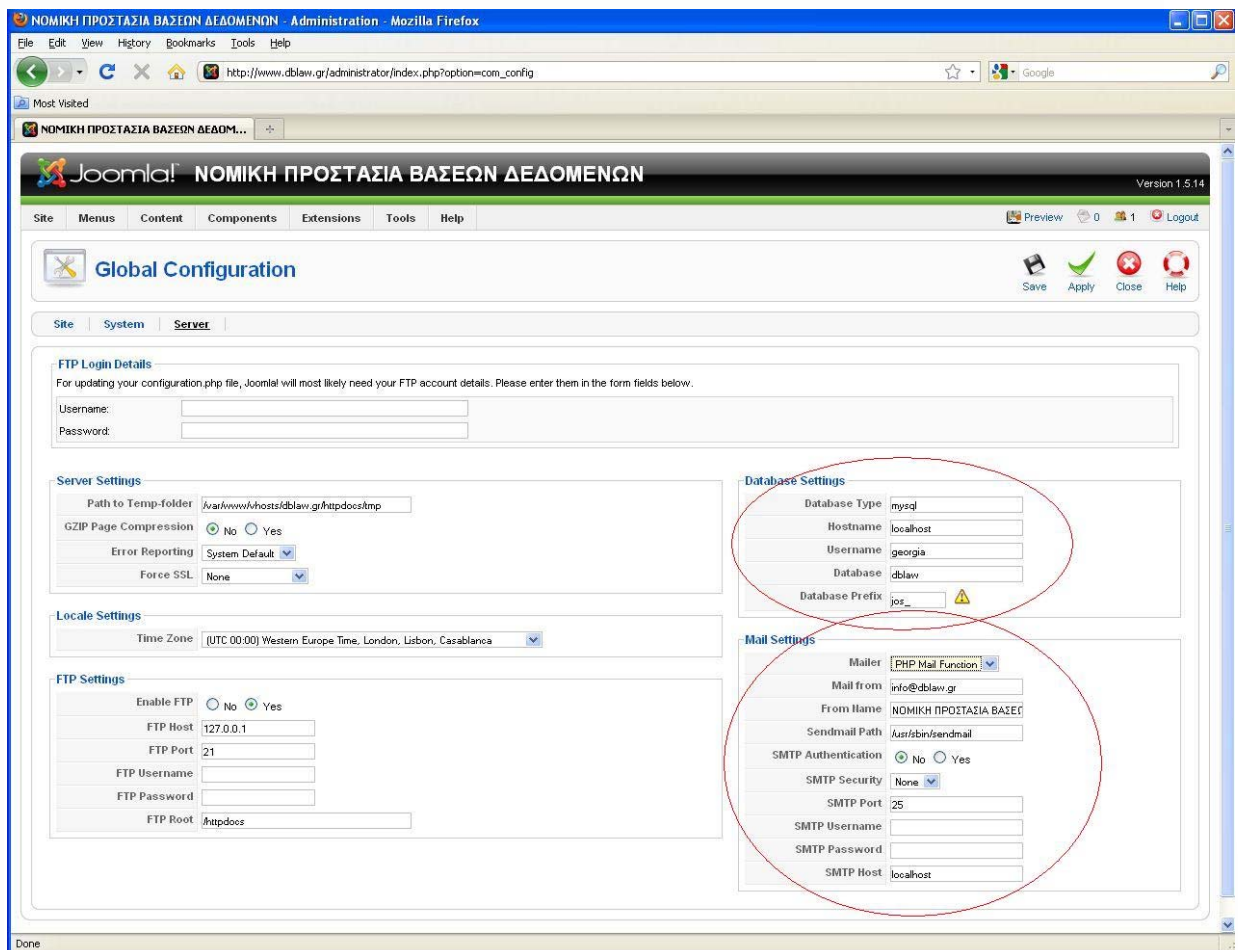 ΝΟΜΙΚΗ ΠΡΟΣΤΑΣΙΑ ΒΑΣΕΩΝ ΔΕΔΟΜΕΝΩΝ - Administration - Mozilla Firefox
File Edit View History Bookmarks Tools Help
http://www.dblaw.gr/administrator/index.php?option=com_config
Google
Most Visited
ΝΟΜΙΚΗ ΠΡΟΣΤΑΣΙΑ ΒΑΣΕΩΝ ΔΕΔΟΜ...
Joomla! ΝΟΜΙΚΗ ΠΡΟΣΤΑΣΙΑ ΒΑΣΕΩΝ ΔΕΔΟΜΕΝΩΝ
Version 1.5.14
Site Menus Content Components Extensions Tools Help
Preview 0 1 Logout
Global Configuration
Save Apply Close Help
Site System Server
FTP Login Details
For updating your configuration.php file, Joomla! will most likely need your FTP account details. Please enter them in the form fields below.
Username:
Password:
Server Settings
Path to Temp-folder /var/www/vhosts/dblaw.gr/httpdocs/tmp
GZIP Page Compression No Yes
Error Reporting System Default
Force SSL None
Locale Settings
Time Zone (UTC 00:00) Western Europe Time, London, Lisbon, Casablanca
FTP Settings
Enable FTP No Yes
FTP Host 127.0.0.1
FTP Port 21
FTP Username
FTP Password
FTP Root /httpdocs
Database Settings
Database Type mysql
Hostname localhost
Username georgia
Database dblaw
Database Prefix jos_
Mail Settings
Mailer PHP Mail Function
Mail from info@dblaw.gr
From Name ΝΟΜΙΚΗ ΠΡΟΣΤΑΣΙΑ ΒΑΣΕΩ
Sendmail Path /usr/sbin/sendmail
SMTP Authentication No Yes
SMTP Security None
SMTP Port 25
SMTP Username
SMTP Password
SMTP Host localhost
Done